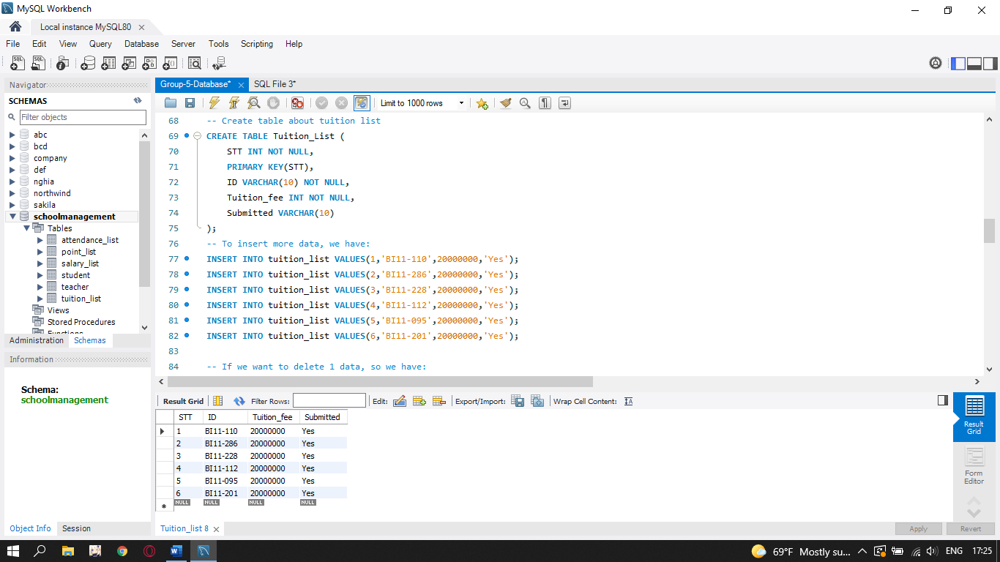 MySQL Workbench
Local instance MySQL80
File Edit View Query Database Server Tools Scripting Help
Navigator
SCHEMAS
Filter objects
abc
bcd
company
def
nghia
northwind
sakila
schoolmanagement
Tables
attendance_list
point_list
salary_list
student
teacher
tuition_list
Views
Stored Procedures
Functions
Administration Schemas
Information
Schema:
schoolmanagement
Object Info Session
Group-5-Database* SQL File 3*
Limit to 1000 rows
68 -- Create table about tuition list
69 CREATE TABLE Tuition_List (
70 STT INT NOT NULL,
71 PRIMARY KEY(STT),
72 ID VARCHAR(10) NOT NULL,
73 Tuition_fee INT NOT NULL,
74 Submitted VARCHAR(10)
75 );
76 -- To insert more data, we have:
77 INSERT INTO tuition_list VALUES(1,'BI11-110',20000000,'Yes');
78 INSERT INTO tuition_list VALUES(2,'BI11-286',20000000,'Yes');
79 INSERT INTO tuition_list VALUES(3,'BI11-228',20000000,'Yes');
80 INSERT INTO tuition_list VALUES(4,'BI11-112',20000000,'Yes');
81 INSERT INTO tuition_list VALUES(5,'BI11-095',20000000,'Yes');
82 INSERT INTO tuition_list VALUES(6,'BI11-201',20000000,'Yes');
83
84 -- If we want to delete 1 data, so we have:
Result Grid Filter Rows: Edit: Export/Import: Wrap Cell Content:
STT ID Tuition_fee Submitted
1 BI11-110 20000000 Yes
2 BI11-286 20000000 Yes
3 BI11-228 20000000 Yes
4 BI11-112 20000000 Yes
5 BI11-095 20000000 Yes
6 BI11-201 20000000 Yes
NULL NULL NULL NULL
Result
Grid
Form
Editor
Tuition_list 8
Apply Revert
69°F Mostly su... ENG 17:25